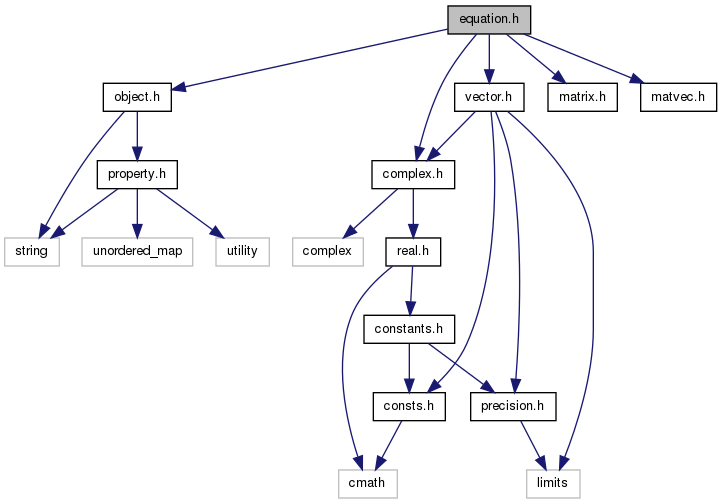 equation.h
object.h
vector.h
matrix.h
matvec.h
property.h
complex.h
string
unordered_map
utility
complex
real.h
constants.h
consts.h
precision.h
cmath
limits